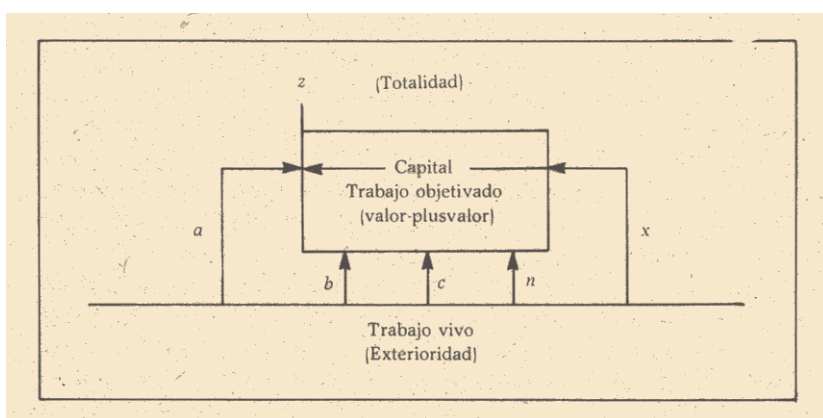 z
(Totalidad)
Capital
Trabajo objetivado
(valor-plusvalor)
a
x
b
c
n
Trabajo vivo
(Exterioridad)